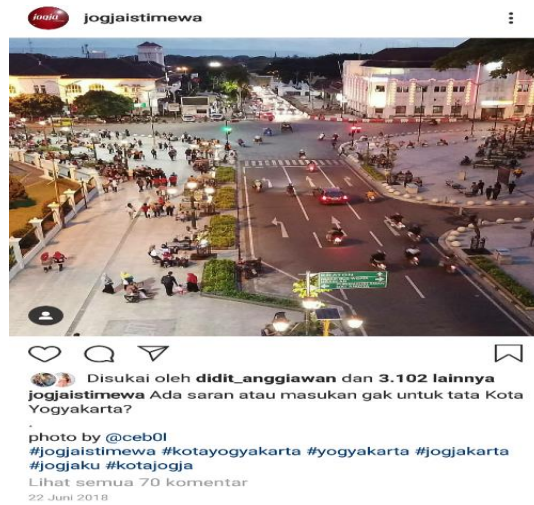 jogja
jogjaistimewa
Disukai oleh didit_anggiawan dan 3.102 lainnya
jogjaistimewa Ada saran atau masukan gak untuk tata Kota
Yogyakarta?
.
photo by @ceb0l
#jogjaistimewa #kotayogyakarta #yogyakarta #jogjakarta
#jogjaku #kotajogja
Lihat semua 70 komentar
22 Juni 2018